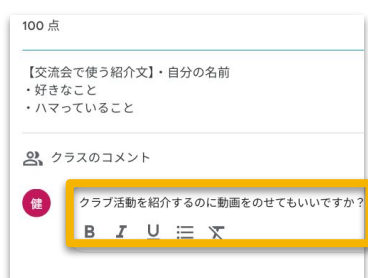 100 点
【交流会で使う紹介文】・自分の名前
・好きなこと
・ハマっていること
クラスのコメント
健
クラブ活動を紹介するのに動画をのせてもいいですか？
B I U